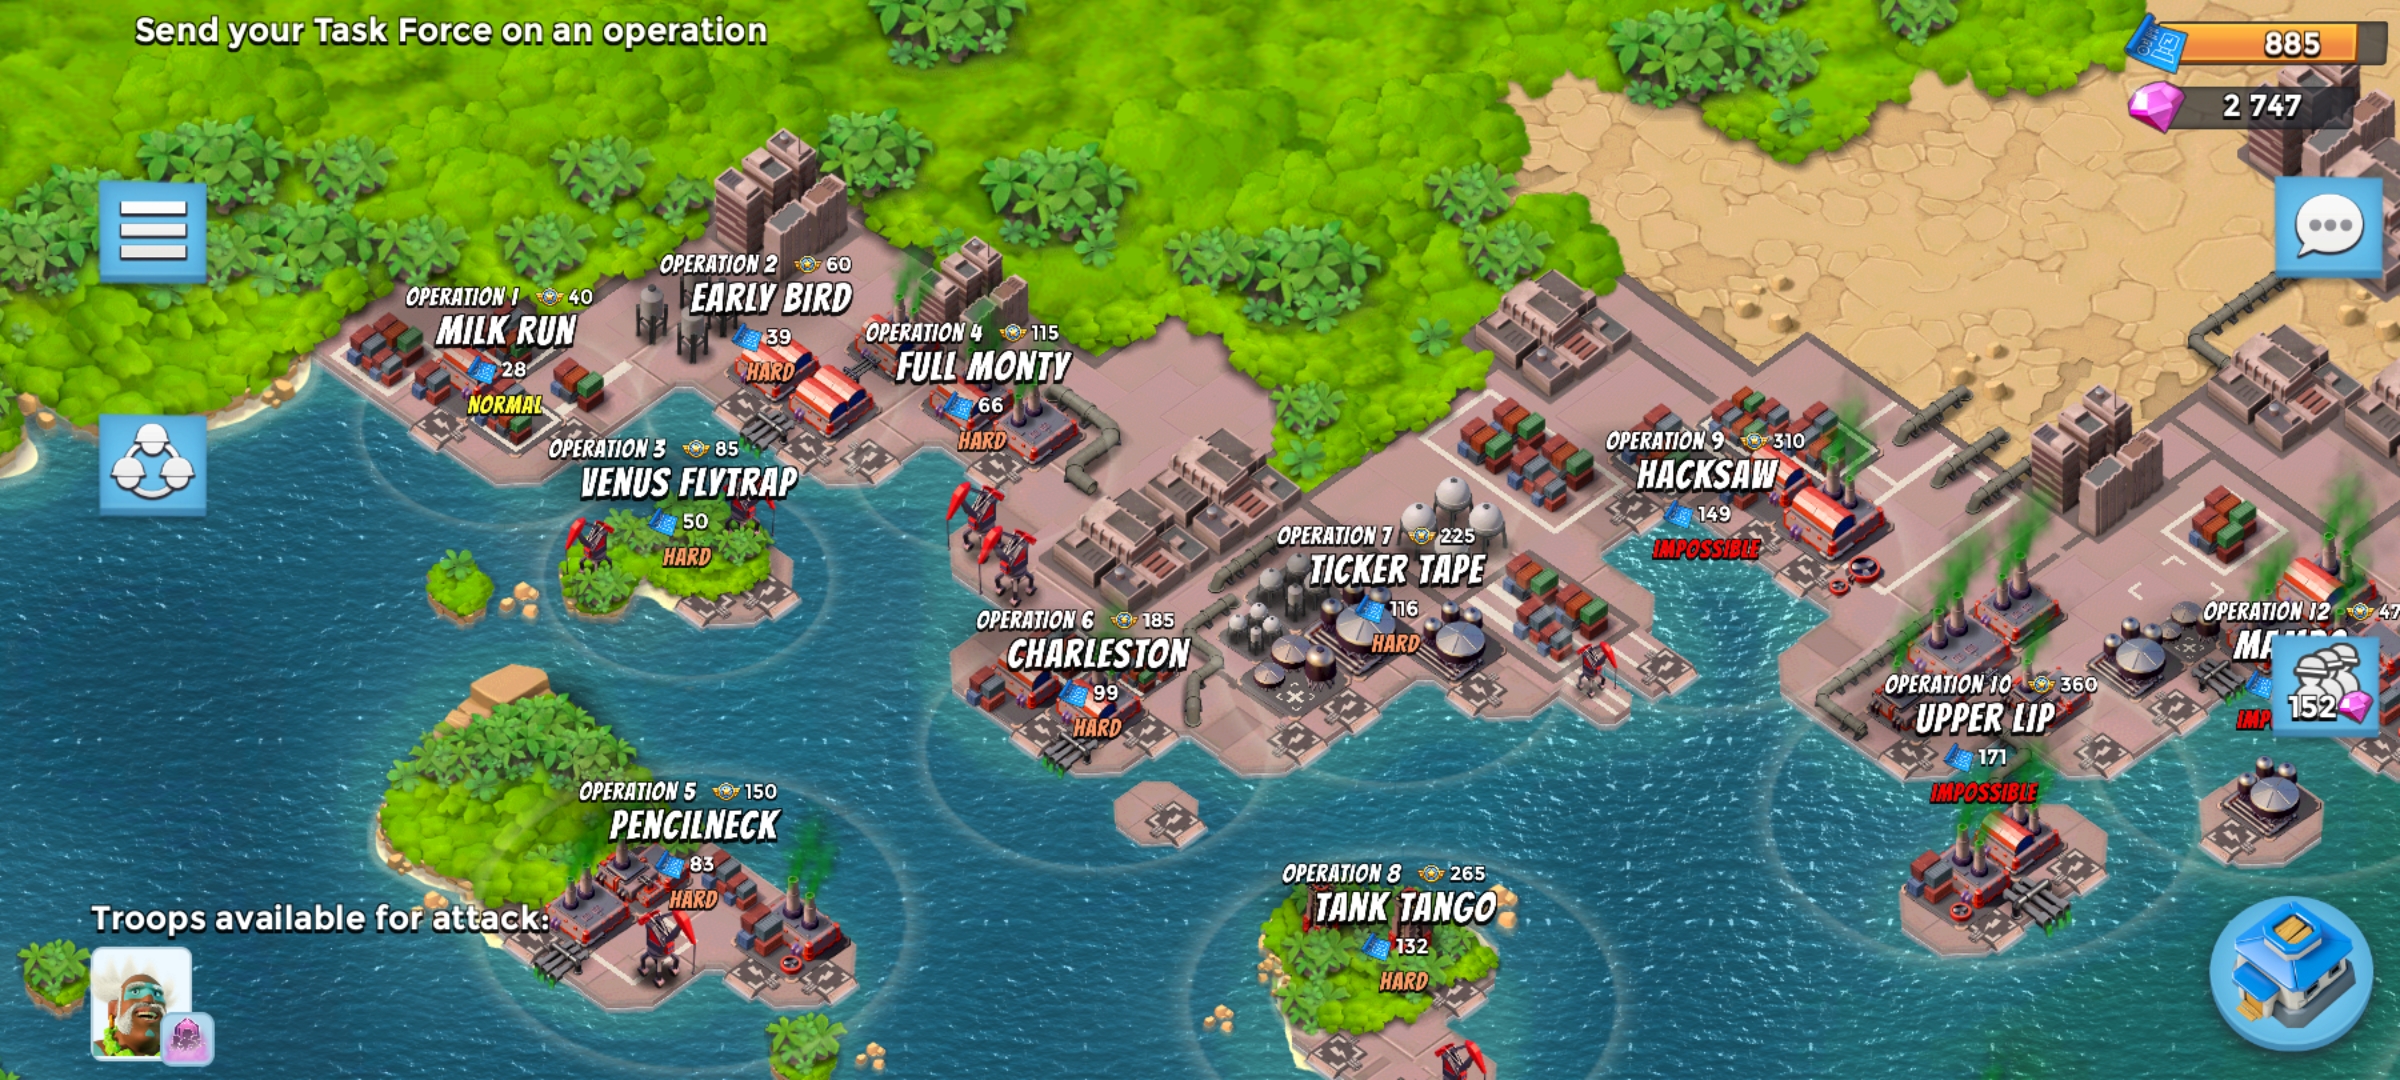 Send your Task Force on an operation
885
2 747
OPERATION 1 40
MILK RUN
28
NORMAL
OPERATION 2 60
EARLY BIRD
39
HARD
OPERATION 4 115
FULL MONTY
66
HARD
OPERATION 3 85
VENUS FLYTRAP
50
HARD
OPERATION 9 310
HACKSAW
149
IMPOSSIBLE
OPERATION 7 225
TICKER TAPE
116
HARD
OPERATION 6 185
CHARLESTON
99
HARD
OPERATION 12 47
152
OPERATION 10 360
UPPER LIP
171
IMPOSSIBLE
OPERATION 5 150
PENCILNECK
83
HARD
OPERATION 8 265
TANK TANGO
132
HARD
Troops available for attack: